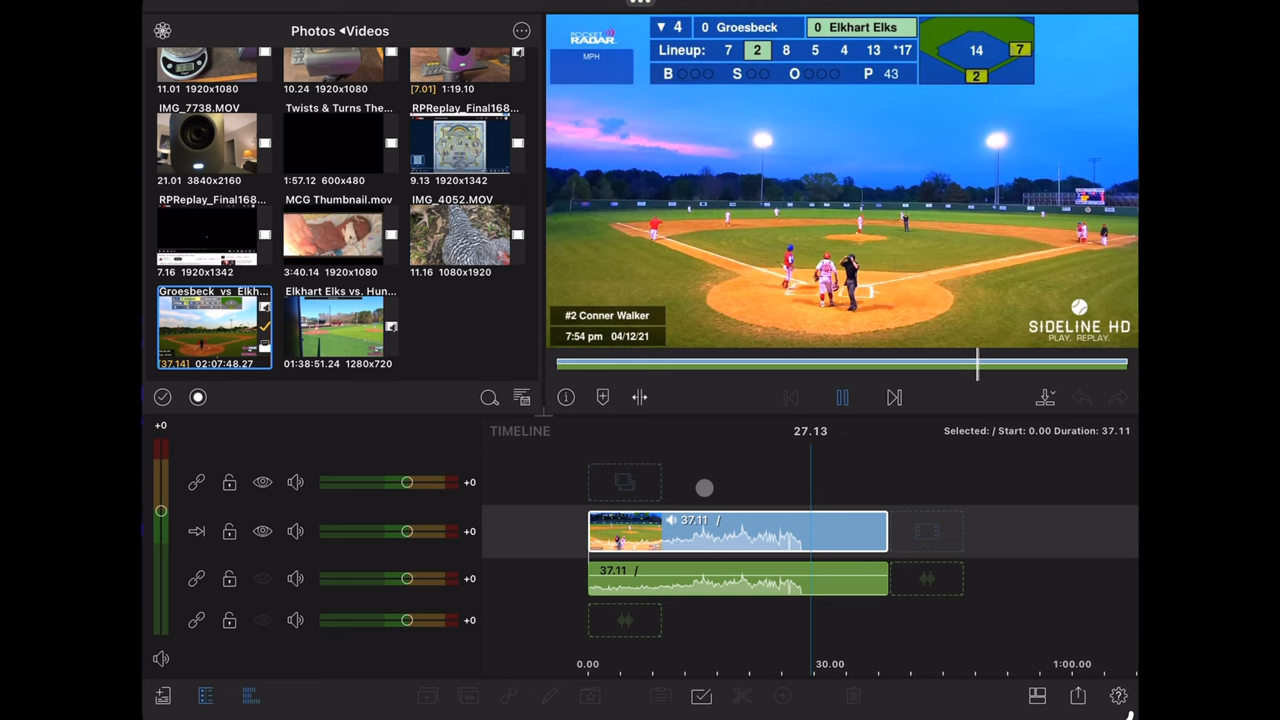 Photos ◂Videos
11.01 1920x1080
10.24 1920x1080
[7.01] 1:19.10
IMG_7738.MOV
Twists & Turns The...
RPReplay_Final168...
21.01 3840x2160
1:57.12 600x480
9.13 1920x1342
RPReplay_Final168...
MCG Thumbnail.mov
IMG_4052.MOV
7.16 1920x1342
3:40.14 1920x1080
11.16 1080x1920
Groesbeck vs Elkh...
Elkhart Elks vs. Hun...
[37.14] 02:07:48.27
01:38:51.24 1280x720
POCKET
RADAR
MPH
▼ 4 0 Groesbeck 0 Elkhart Elks
Lineup: 7 2 8 5 4 13 *17
B S O P 43
14
7
2
#2 Conner Walker
7:54 pm 04/12/21
SIDELINE HD
PLAY. REPLAY.
+0
TIMELINE
27.13
Selected: / Start: 0.00 Duration: 37.11
+0
+0
37.11 /
+0
37.11 /
+0
0.00
30.00
1:00.00